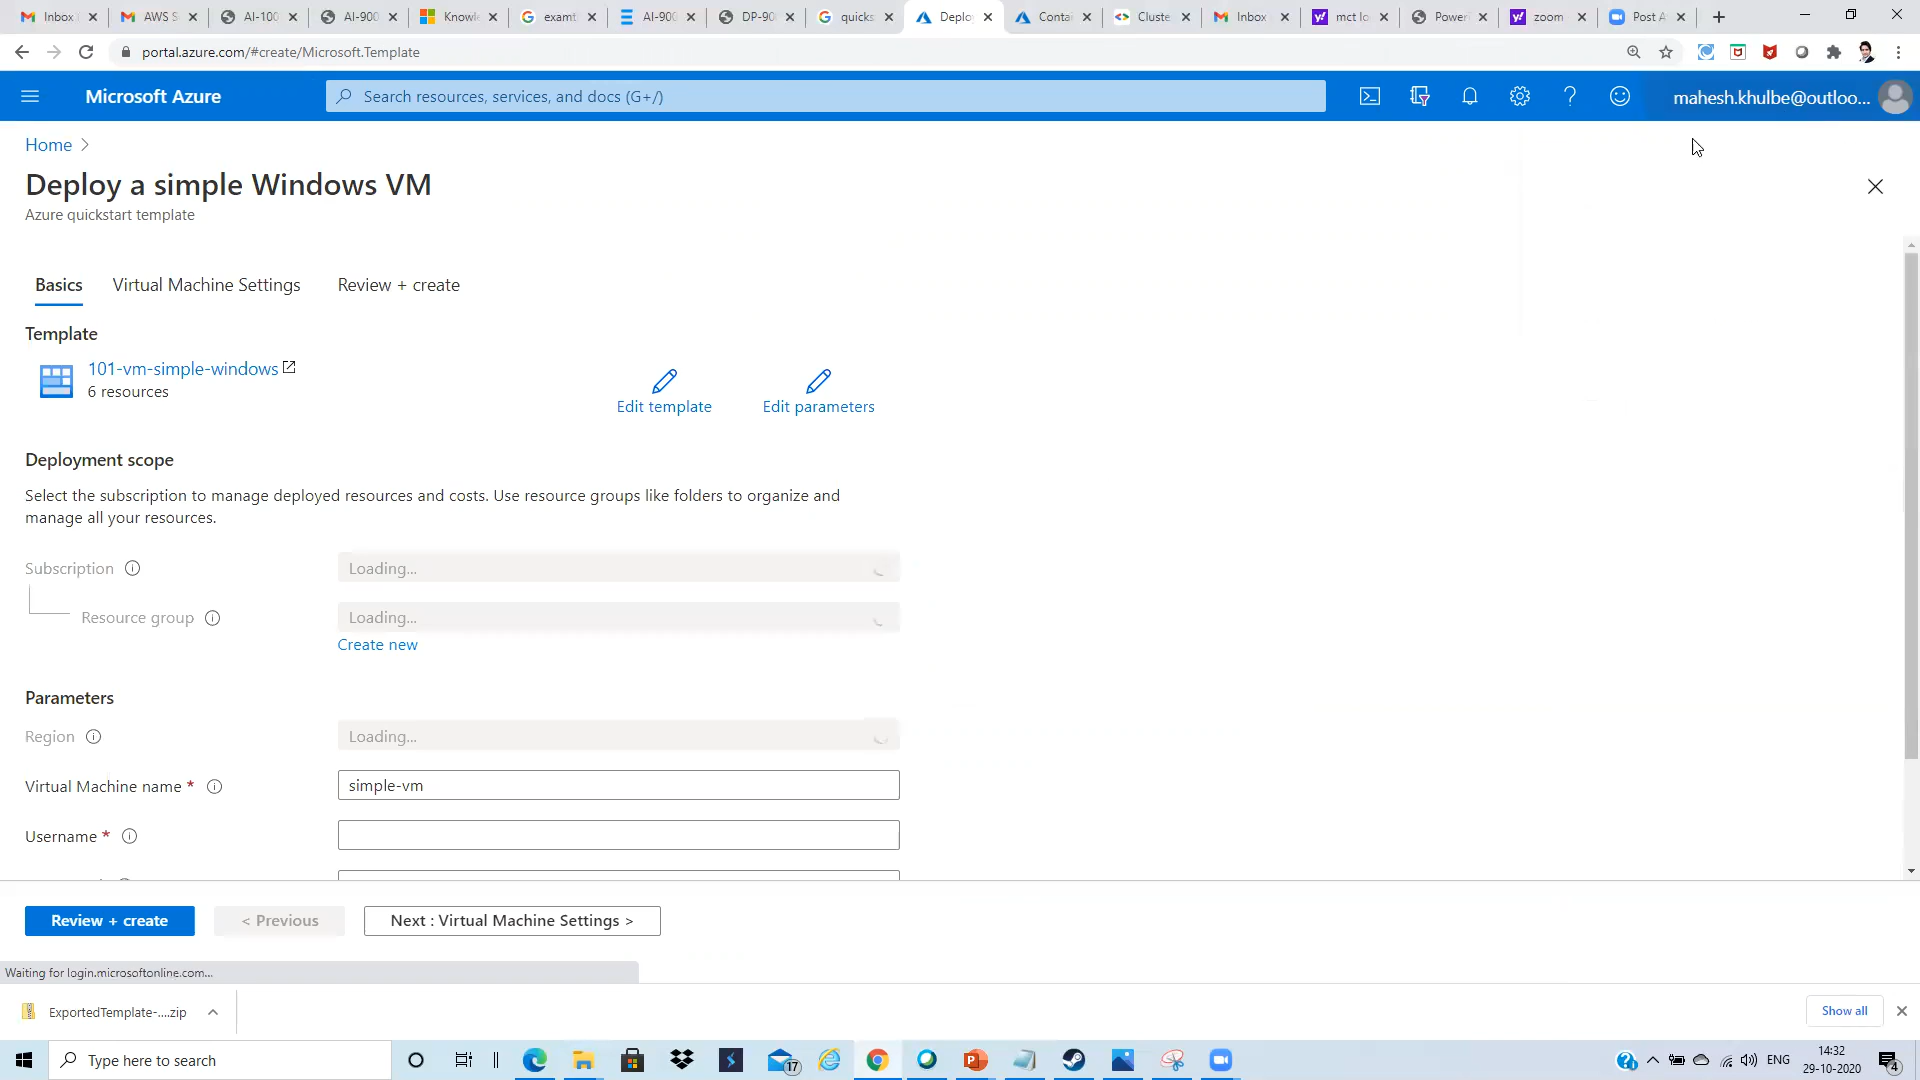 Inbox
AWS S
AI-100
AI-900
Knowl
examt
AI-900
DP-90
quicks
Deplo
Contai
Cluste
Inbox
mct lo
Power
zoom
Post A
portal.azure.com/#create/Microsoft.Template
Microsoft Azure
Search resources, services, and docs (G+/)
mahesh.khulbe@outloo...
Home
Deploy a simple Windows VM
Azure quickstart template
Basics
Virtual Machine Settings
Review + create
Template
101-vm-simple-windows
6 resources
Edit template
Edit parameters
Deployment scope
Select the subscription to manage deployed resources and costs. Use resource groups like folders to organize and
manage all your resources.
Subscription
Loading...
Resource group
Loading...
Create new
Parameters
Region
Loading...
Virtual Machine name *
simple-vm
Username *
Review + create
< Previous
Next : Virtual Machine Settings >
Waiting for login.microsoftonline.com...
ExportedTemplate-....zip
Show all
Type here to search
17
ENG
14:32
29-10-2020
4